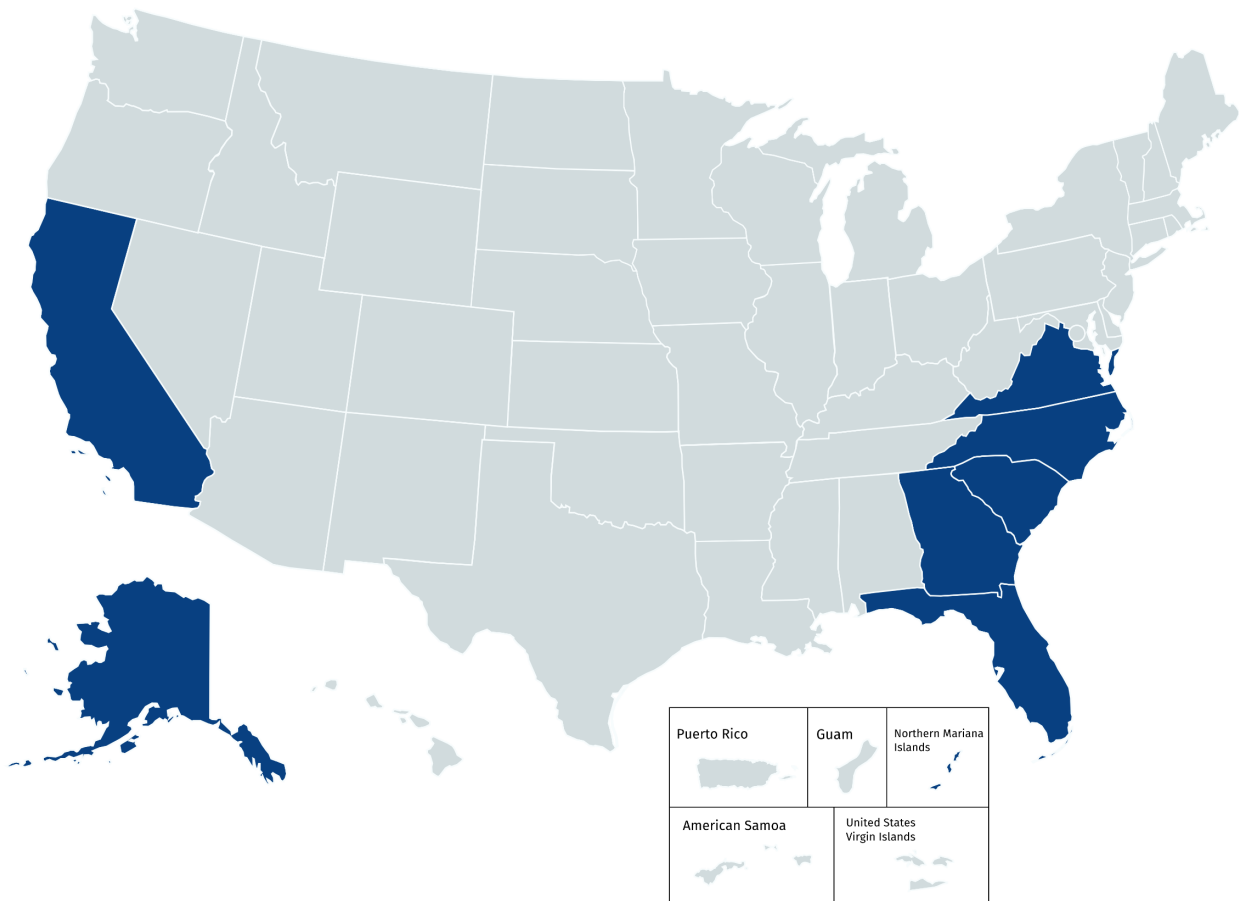 Puerto Rico
Guam
Northern Mariana
Islands
American Samoa
United States
Virgin Islands